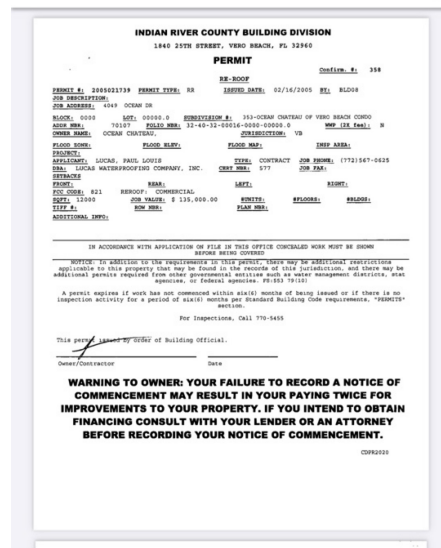 INDIAN RIVER COUNTY BUILDING DIVISION
1840 25TH STREET, VERO BEACH, FL 32960
PERMIT
Confirm. #: 358
RE-ROOF
PERMIT #: 2005021739 PERMIT TYPE: RR ISSUED DATE: 02/16/2005 BY: BLD08
JOB DESCRIPTION:
JOB ADDRESS: 4049 OCEAN DR
BLOCK: 0000 LOT: 00000.0 SUBDIVISION #: 353-OCEAN CHATEAU OF VERO BEACH CONDO
ADDR NBR: 70107 FOLIO NBR: 32-40-32-00016-0000-00000.0 WWP (2X fee): N
OWNER NAME: OCEAN CHATEAU, JURISDICTION: VB
FLOOD ZONE: FLOOD ELEV: FLOOD MAP: INSP AREA:
PROJECT:
APPLICANT: LUCAS, PAUL LOUIS TYPE: CONTRACT JOB PHONE: (772)567-0625
DBA: LUCAS WATERPROOFING COMPANY, INC. CERT NBR: 577 JOB FAX:
SETBACKS
FRONT: REAR: LEFT: RIGHT:
FCC CODE: 821 REROOF: COMMERCIAL
SQFT: 12000 JOB VALUE: $ 135,000.00 #UNITS: #FLOORS: #BLDGS:
TIFF #: ROW NBR: PLAN NBR:
ADDITIONAL INFO:
IN ACCORDANCE WITH APPLICATION ON FILE IN THIS OFFICE CONCEALED WORK MUST BE SHOWN
BEFORE BEING COVERED
NOTICE: In addition to the requirements in this permit, there may be additional restrictions
applicable to this property that may be found in the records of this jurisdiction, and there may be
additional permits required from other governmental entities such as water management districts, stat
agencies, or federal agencies. FS:553 79(10)
A permit expires if work has not commenced within six(6) months of being issued or if there is no
inspection activity for a period of six(6) months per Standard Building Code requirements, "PERMITS"
section.
For Inspections, Call 770-5455
This permit issued by order of Building Official.
Owner/Contractor Date
WARNING TO OWNER: YOUR FAILURE TO RECORD A NOTICE OF
COMMENCEMENT MAY RESULT IN YOUR PAYING TWICE FOR
IMPROVEMENTS TO YOUR PROPERTY. IF YOU INTEND TO OBTAIN
FINANCING CONSULT WITH YOUR LENDER OR AN ATTORNEY
BEFORE RECORDING YOUR NOTICE OF COMMENCEMENT.
CDPR2020